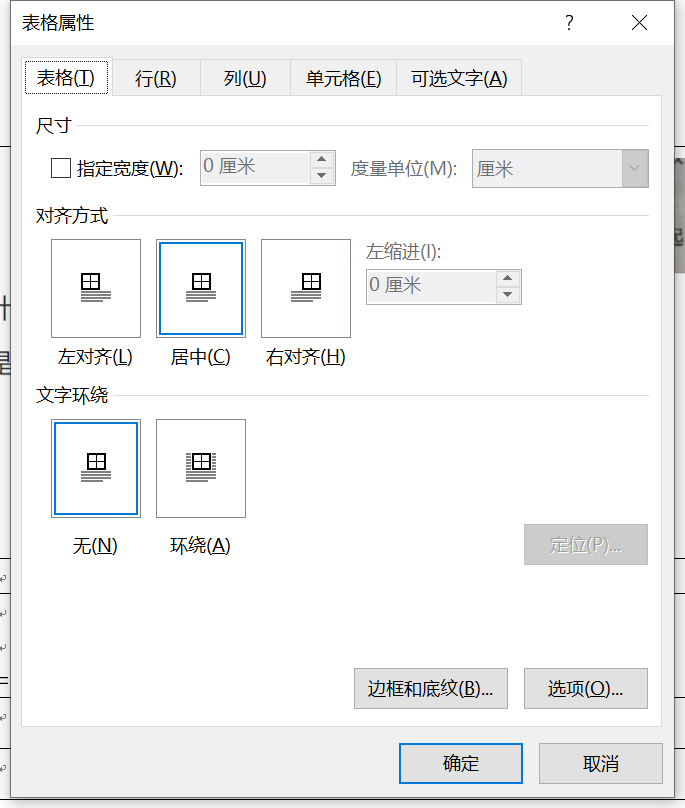 表格属性
表格(T) 行(R) 列(U) 单元格(E) 可选文字(A)
尺寸
指定宽度(W): 0 厘米 度量单位(M): 厘米
对齐方式
左缩进(I):
0 厘米
左对齐(L) 居中(C) 右对齐(H)
文字环绕
无(N) 环绕(A) 定位(P)...
边框和底纹(B)... 选项(O)...
确定 取消